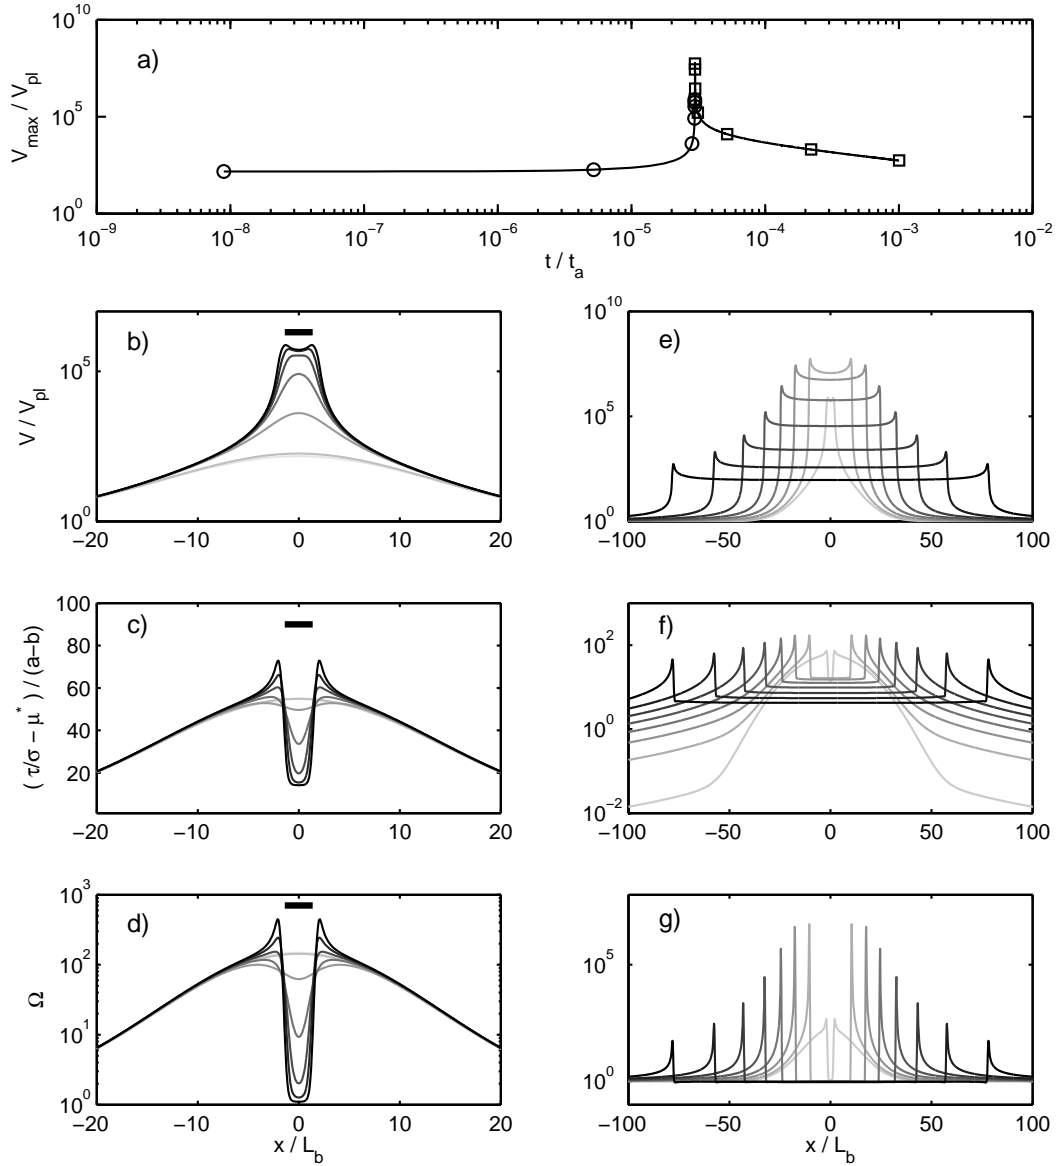 a)
V_max / V_pl
10^10
10^5
10^0
10^−9 10^−8 10^−7 10^−6 10^−5 10^−4 10^−3 10^−2
t / t_a
b)
V / V_pl
10^5
10^0
−20 −10 0 10 20
e)
10^10
10^5
10^0
−100 −50 0 50 100
c)
( τ/σ − μ^* ) / (a−b)
100
80
60
40
20
−20 −10 0 10 20
f)
10^2
10^0
10^−2
−100 −50 0 50 100
d)
Ω
10^3
10^2
10^1
10^0
−20 −10 0 10 20
x / L_b
g)
10^5
10^0
−100 −50 0 50 100
x / L_b